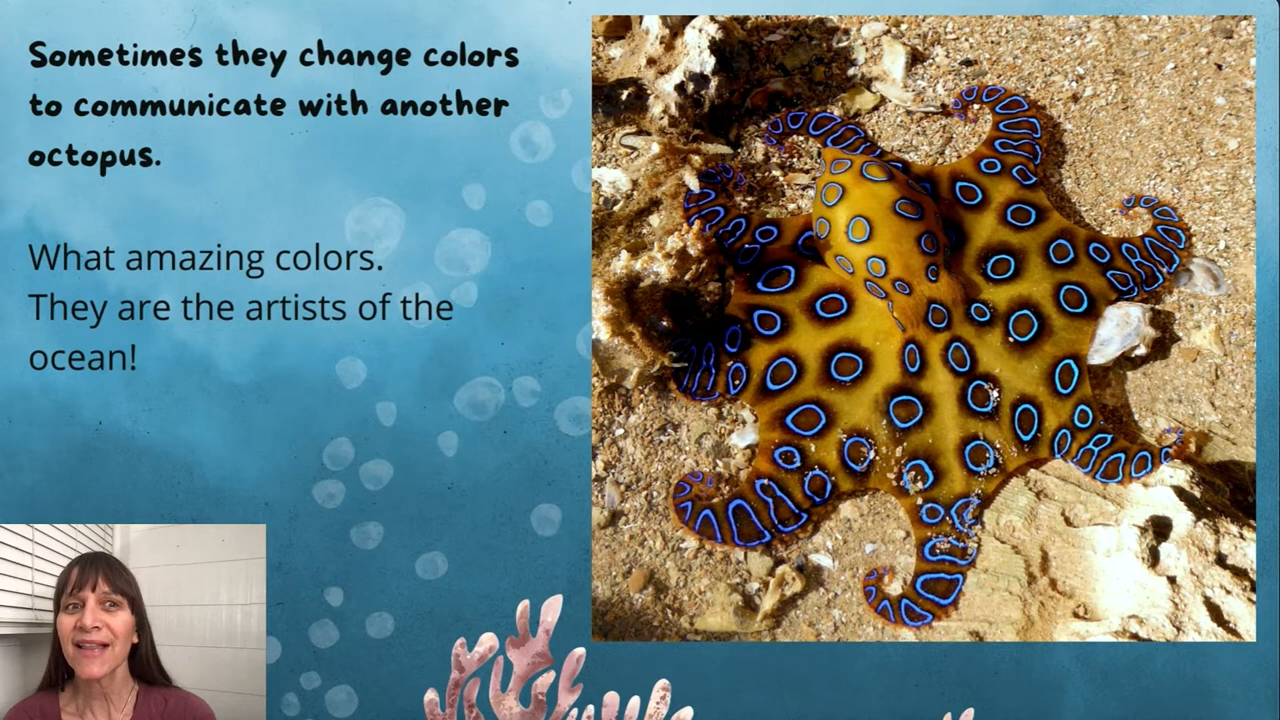 Sometimes they change colors
to communicate with another
octopus.
What amazing colors.
They are the artists of the
ocean!